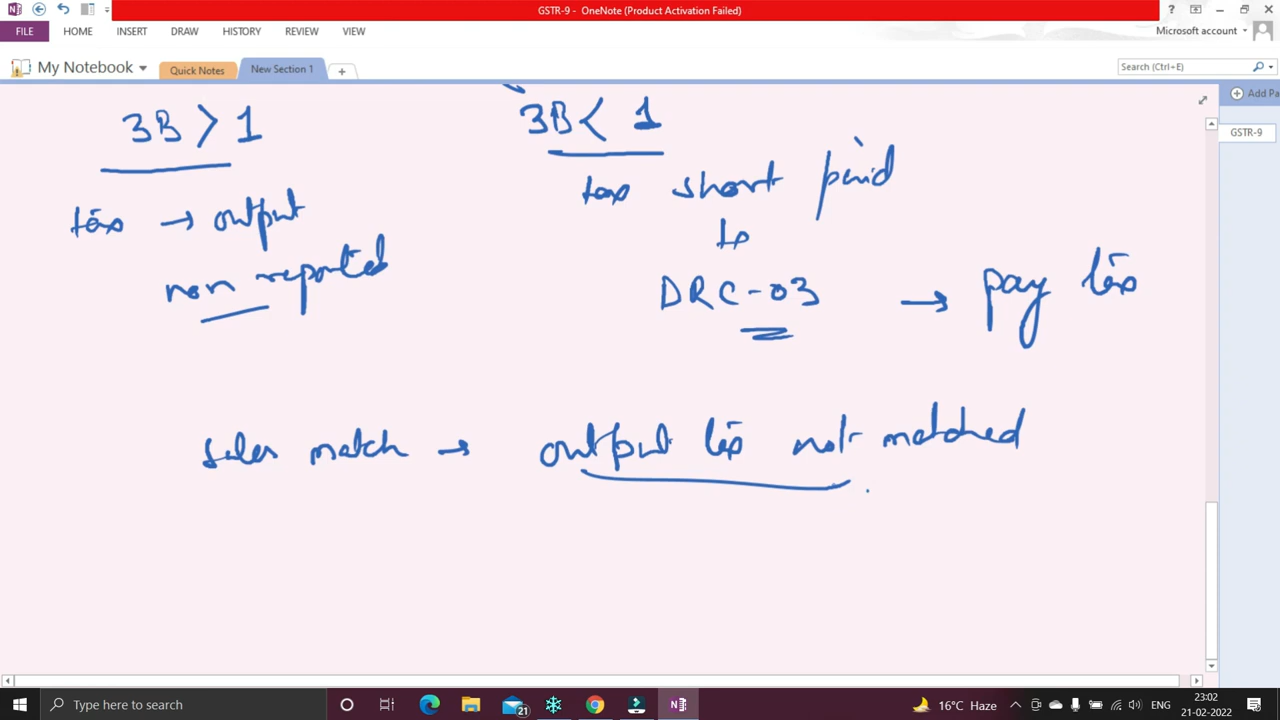 GSTR-9 - OneNote (Product Activation Failed)
FILE HOME INSERT DRAW HISTORY REVIEW VIEW
Microsoft account
My Notebook
Quick Notes
New Section 1
Search (Ctrl+E)
Add Pa
GSTR-9
3B > 1
3B < 1
tax → output
non reported
tax short paid
DRC-03 → pay tax
sales match → output tax not matched
Type here to search
21
16°C Haze
ENG
23:02
21-02-2022